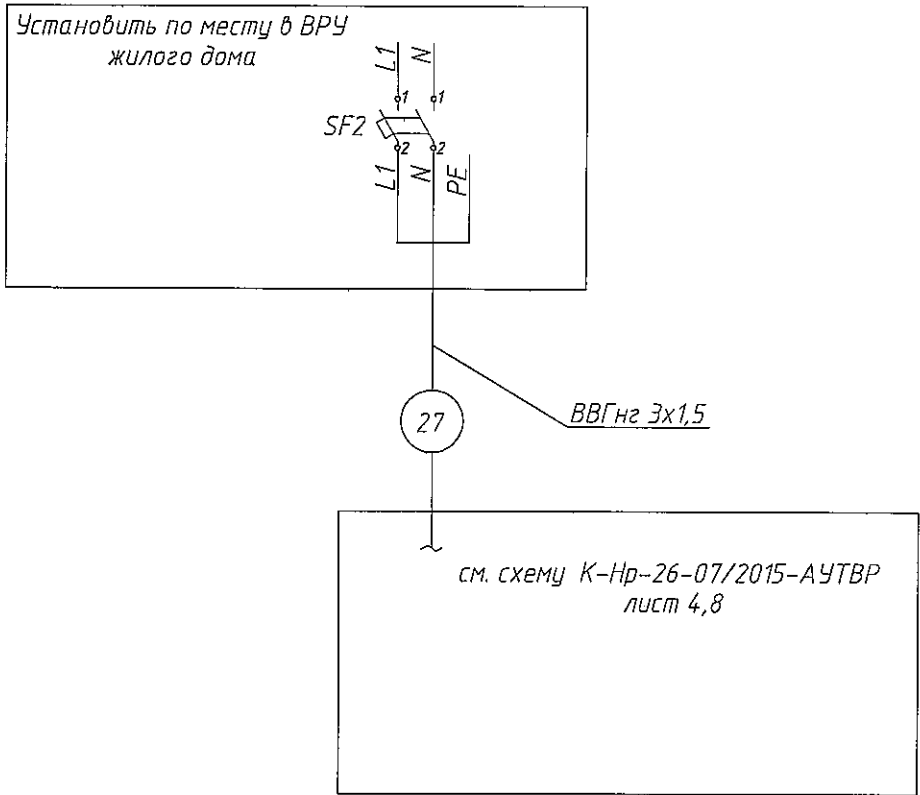 Установить по месту в ВРУ
жилого дома
L1 N
1 1
SF2
2 2
L1 N PE
27
ВВГнг 3х1,5
см. схему К-Нр-26-07/2015-АУТВР
лист 4,8